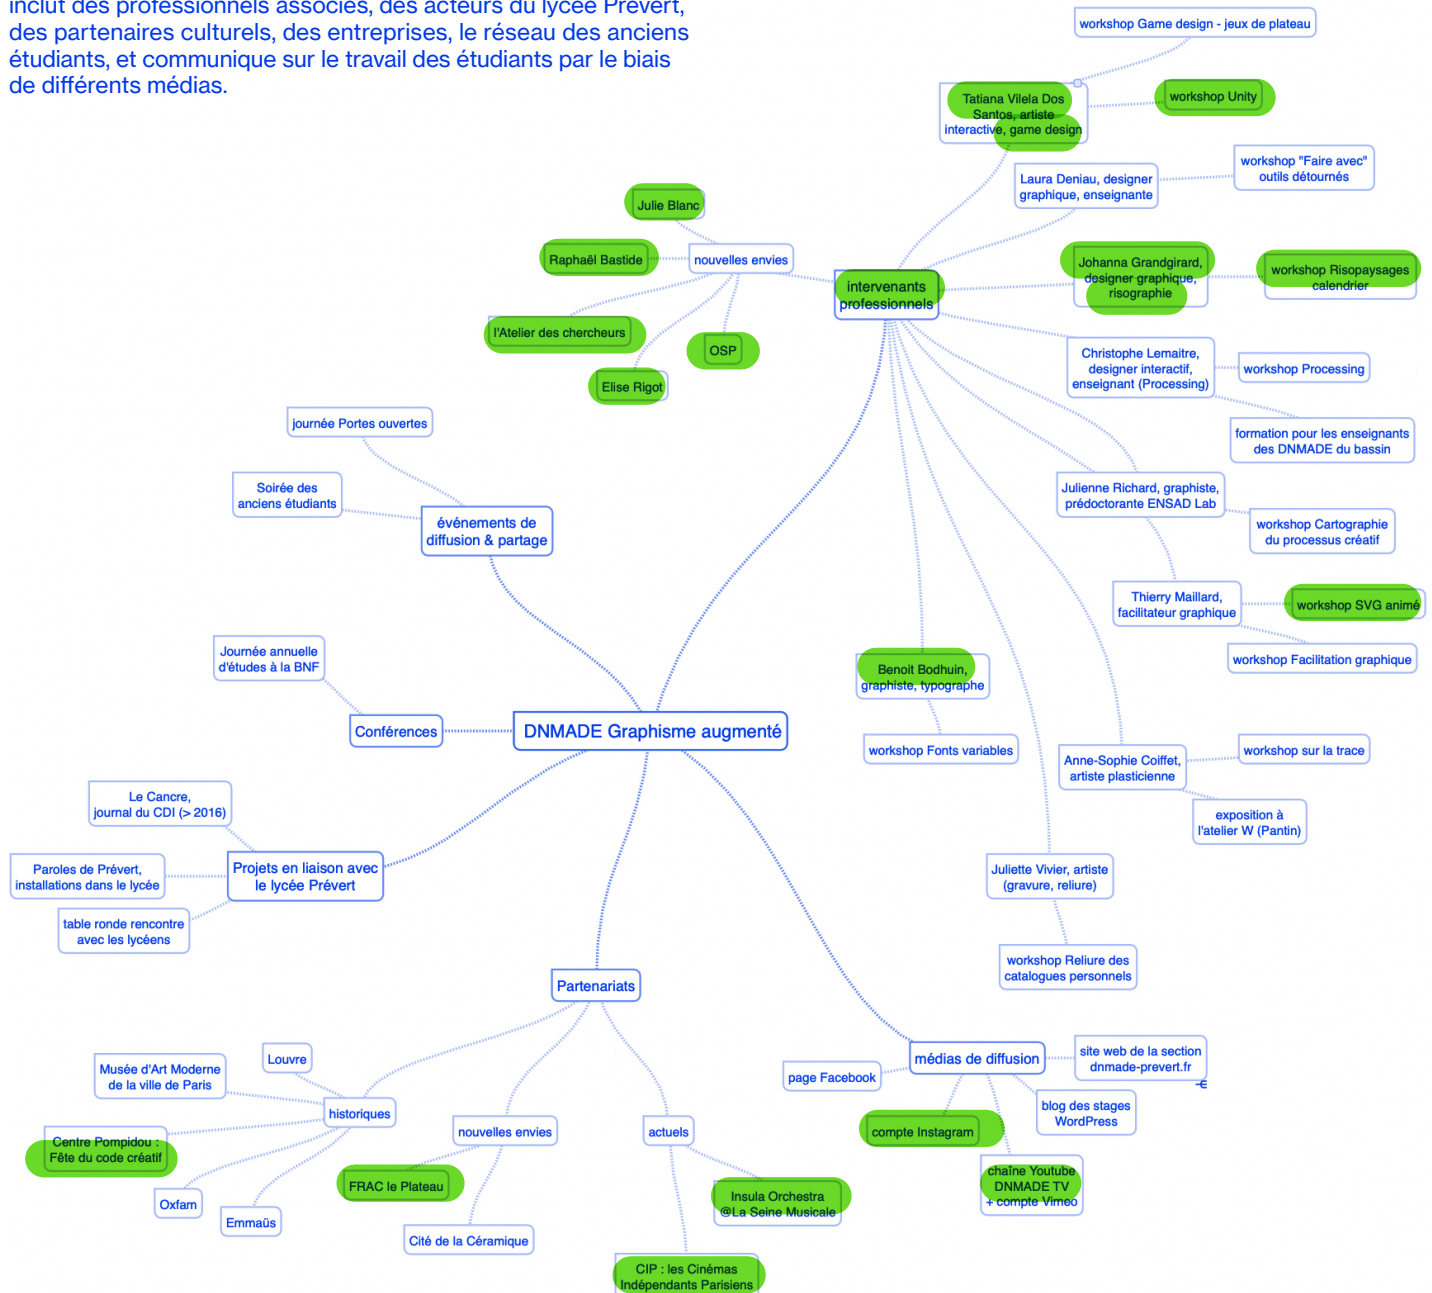 inclut des professionnels associés, des acteurs du lycée Prévert,
des partenaires culturels, des entreprises, le réseau des anciens
étudiants, et communique sur le travail des étudiants par le biais
de différents médias.
workshop Game design - jeux de plateau
Tatiana Vilela Dos
Santos, artiste
interactive, game design
workshop Unity
Laura Deniau, designer
graphique, enseignante
workshop "Faire avec"
outils détournés
Julie Blanc
Raphaël Bastide
nouvelles envies
l'Atelier des chercheurs
OSP
Elise Rigot
intervenants
professionnels
Johanna Grandgirard,
designer graphique,
risographie
workshop Risopaysages
calendrier
Christophe Lemaitre,
designer interactif,
enseignant (Processing)
workshop Processing
formation pour les enseignants
des DNMADE du bassin
journée Portes ouvertes
Soirée des
anciens étudiants
événements de
diffusion & partage
Julienne Richard, graphiste,
prédoctorante ENSAD Lab
workshop Cartographie
du processus créatif
Thierry Maillard,
facilitateur graphique
workshop SVG animé
workshop Facilitation graphique
Journée annuelle
d'études à la BNF
Conférences
DNMADE Graphisme augmenté
Benoit Bodhuin,
graphiste, typographe
workshop Fonts variables
Anne-Sophie Coiffet,
artiste plasticienne
workshop sur la trace
exposition à
l'atelier W (Pantin)
Le Cancre,
journal du CDI (> 2016)
Paroles de Prévert,
installations dans le lycée
Projets en liaison avec
le lycée Prévert
table ronde rencontre
avec les lycéens
Juliette Vivier, artiste
(gravure, reliure)
workshop Reliure des
catalogues personnels
Partenariats
Louvre
Musée d'Art Moderne
de la ville de Paris
historiques
Centre Pompidou :
Fête du code créatif
Oxfam
Emmaüs
nouvelles envies
FRAC le Plateau
Cité de la Céramique
actuels
Insula Orchestra
@La Seine Musicale
CIP : les Cinémas
Indépendants Parisiens
médias de diffusion
page Facebook
site web de la section
dnmade-prevert.fr
blog des stages
WordPress
compte Instagram
chaîne Youtube
DNMADE TV
+ compte Vimeo